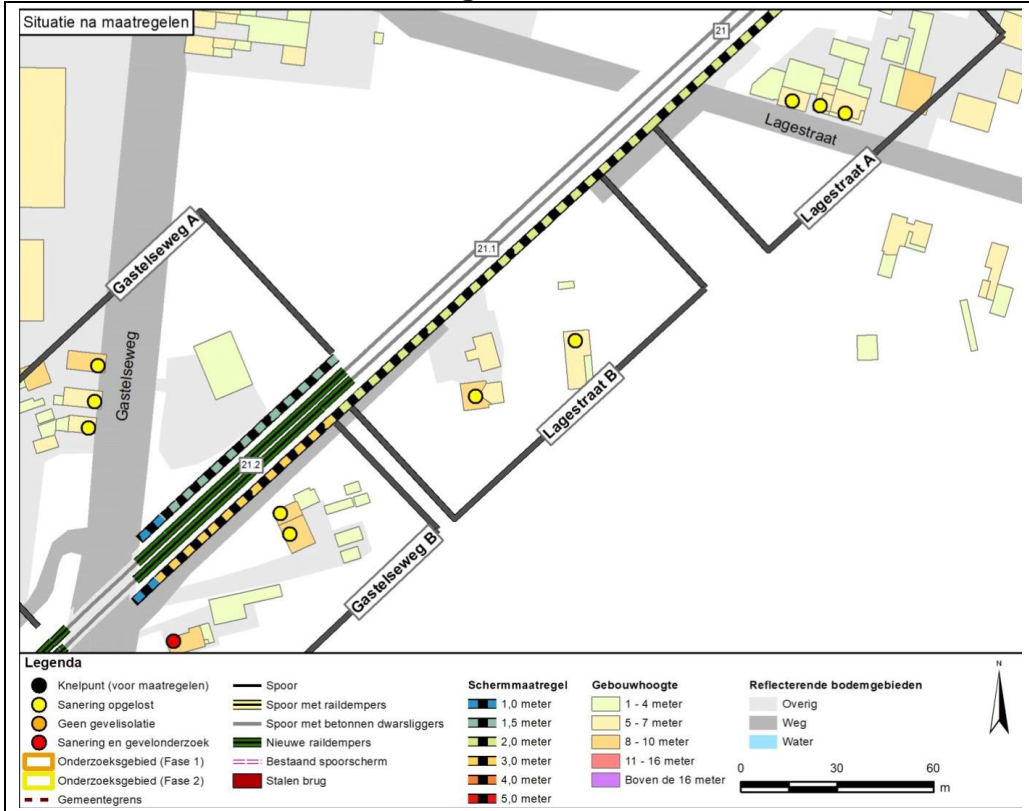 Situatie na maatregelen
21
Lagestraat
Lagestraat A
Gastelseweg A
21.1
Gastelseweg
Lagestraat B
21.2
Gastelseweg B
Legenda
Knelpunt (voor maatregelen)
Sanering opgelost
Geen gevelisolatie
Sanering en gevelonderzoek
Onderzoeksgebied (Fase 1)
Onderzoeksgebied (Fase 2)
Gemeentegrens
Spoor
Spoor met raildempers
Spoor met betonnen dwarsliggers
Nieuwe raildempers
Bestaand spoorscherm
Stalen brug
Schermmaatregel
1,0 meter
1,5 meter
2,0 meter
3,0 meter
4,0 meter
5,0 meter
Gebouwhoogte
1 - 4 meter
5 - 7 meter
8 - 10 meter
11 - 16 meter
Boven de 16 meter
Reflecterende bodemgebieden
Overig
Weg
Water
N
0 30 60
m